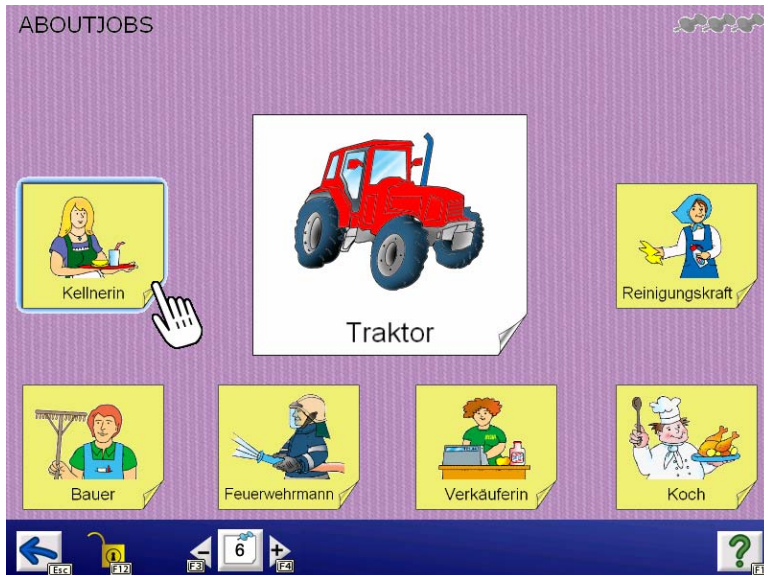 ABOUTJOBS
Traktor
Kellnerin
Reinigungskraft
Bauer
Feuerwehrmann
Verkäuferin
Koch
Esc
F12
F3
6
F4
?
F1